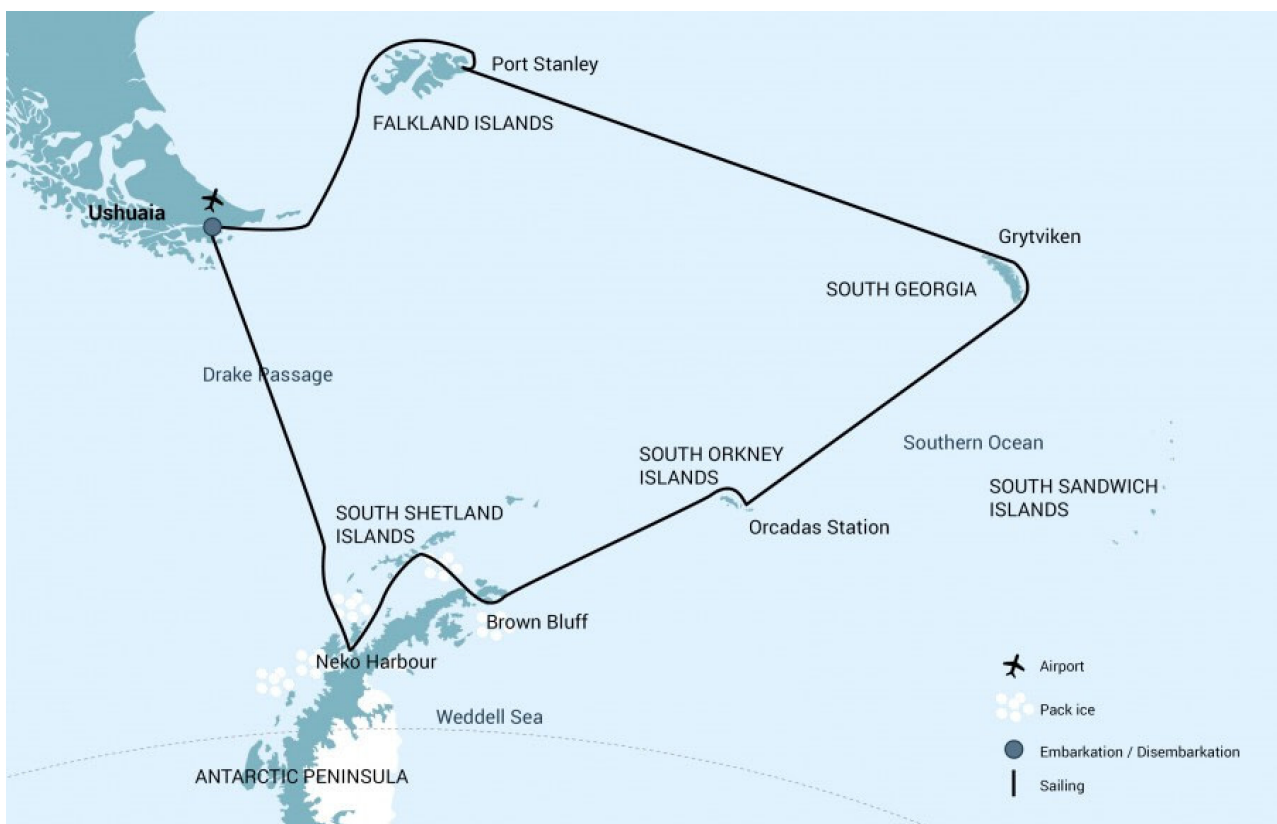 Port Stanley
FALKLAND ISLANDS
Ushuaia
Grytviken
SOUTH GEORGIA
Drake Passage
Southern Ocean
SOUTH ORKNEY
ISLANDS
SOUTH SANDWICH
ISLANDS
SOUTH SHETLAND
ISLANDS
Orcadas Station
Brown Bluff
Neko Harbour
Weddell Sea
ANTARCTIC PENINSULA
Airport
Pack ice
Embarkation / Disembarkation
Sailing